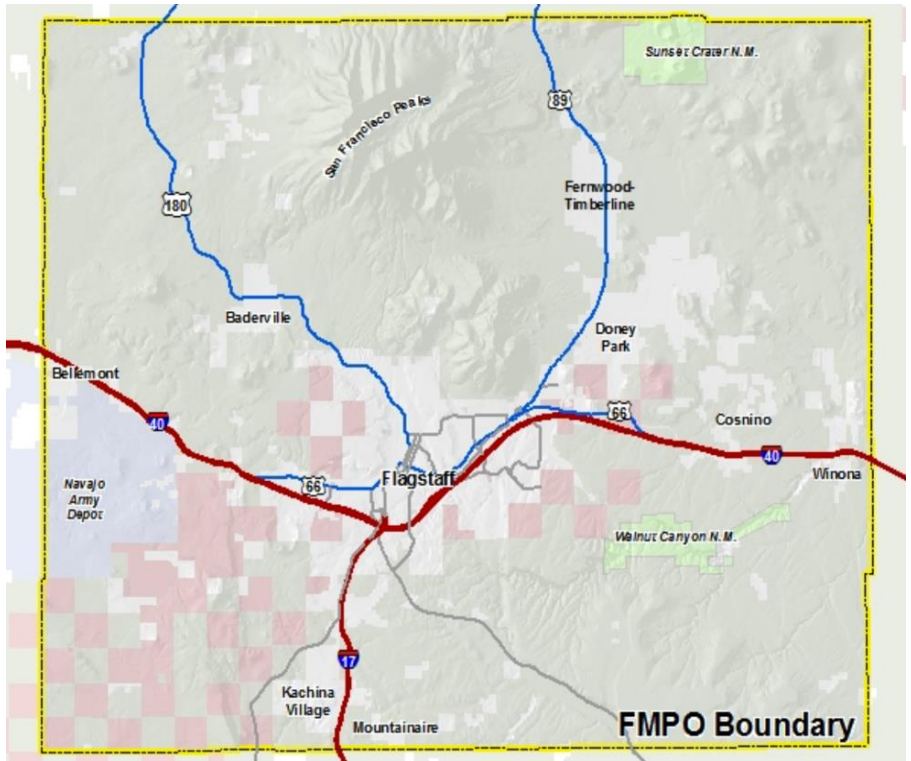 Sunset Crater N.M.
San Francisco Peaks
89
180
Fernwood-
Timberline
Baderville
Doney
Park
Bellemont
66
40
Cosnino
40
Flagstaff
Winona
66
Navajo
Army
Depot
Walnut Canyon N.M.
17
Kachina
Village
Mountainaire
FMPO Boundary